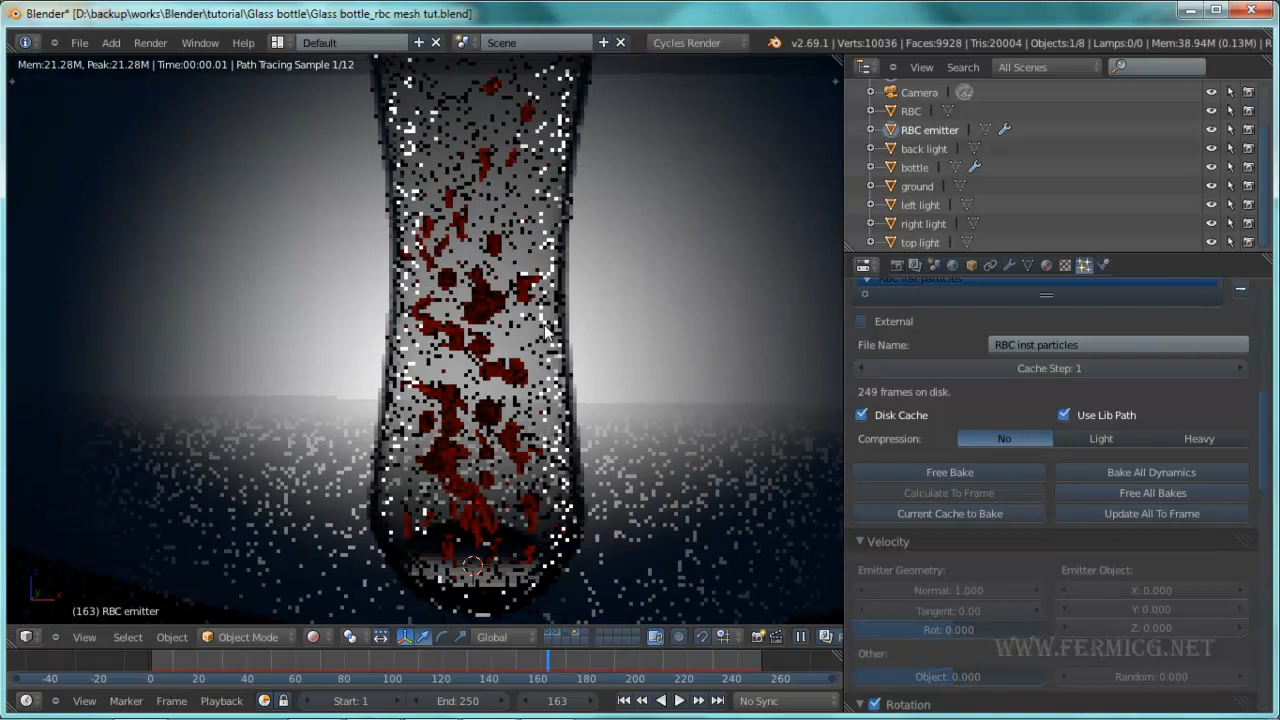 Blender* [D:\backup\works\Blender\tutorial\Glass bottle\Glass bottle_rbc mesh tut.blend]
File Add Render Window Help Default Scene Cycles Render v2.69.1 | Verts:10036 | Faces:9928 | Tris:20004 | Objects:1/8 | Lamps:0/0 | Mem:38.94M (0.13M) | R
Mem:21.28M, Peak:21.28M | Time:00:00.01 | Path Tracing Sample 1/12
View Search All Scenes
Camera
RBC
RBC emitter
back light
bottle
ground
left light
right light
top light
RBC inst particles
External
File Name: RBC inst particles
Cache Step: 1
249 frames on disk.
Disk Cache Use Lib Path
Compression: No Light Heavy
Free Bake Bake All Dynamics
Calculate To Frame Free All Bakes
Current Cache to Bake Update All To Frame
Velocity
Emitter Geometry: Emitter Object:
Normal: 1.000 X: 0.000
Tangent: 0.00 Y: 0.000
Rot: 0.000 Z: 0.000
Other:
Object: 0.000 Random: 0.000
Rotation
WWW.FERMICG.NET
z
y x
(163) RBC emitter
View Select Object Object Mode Global
-40 -20 0 20 40 60 80 100 120 140 160 180 200 220 240 260
View Marker Frame Playback Start: 1 End: 250 163 No Sync